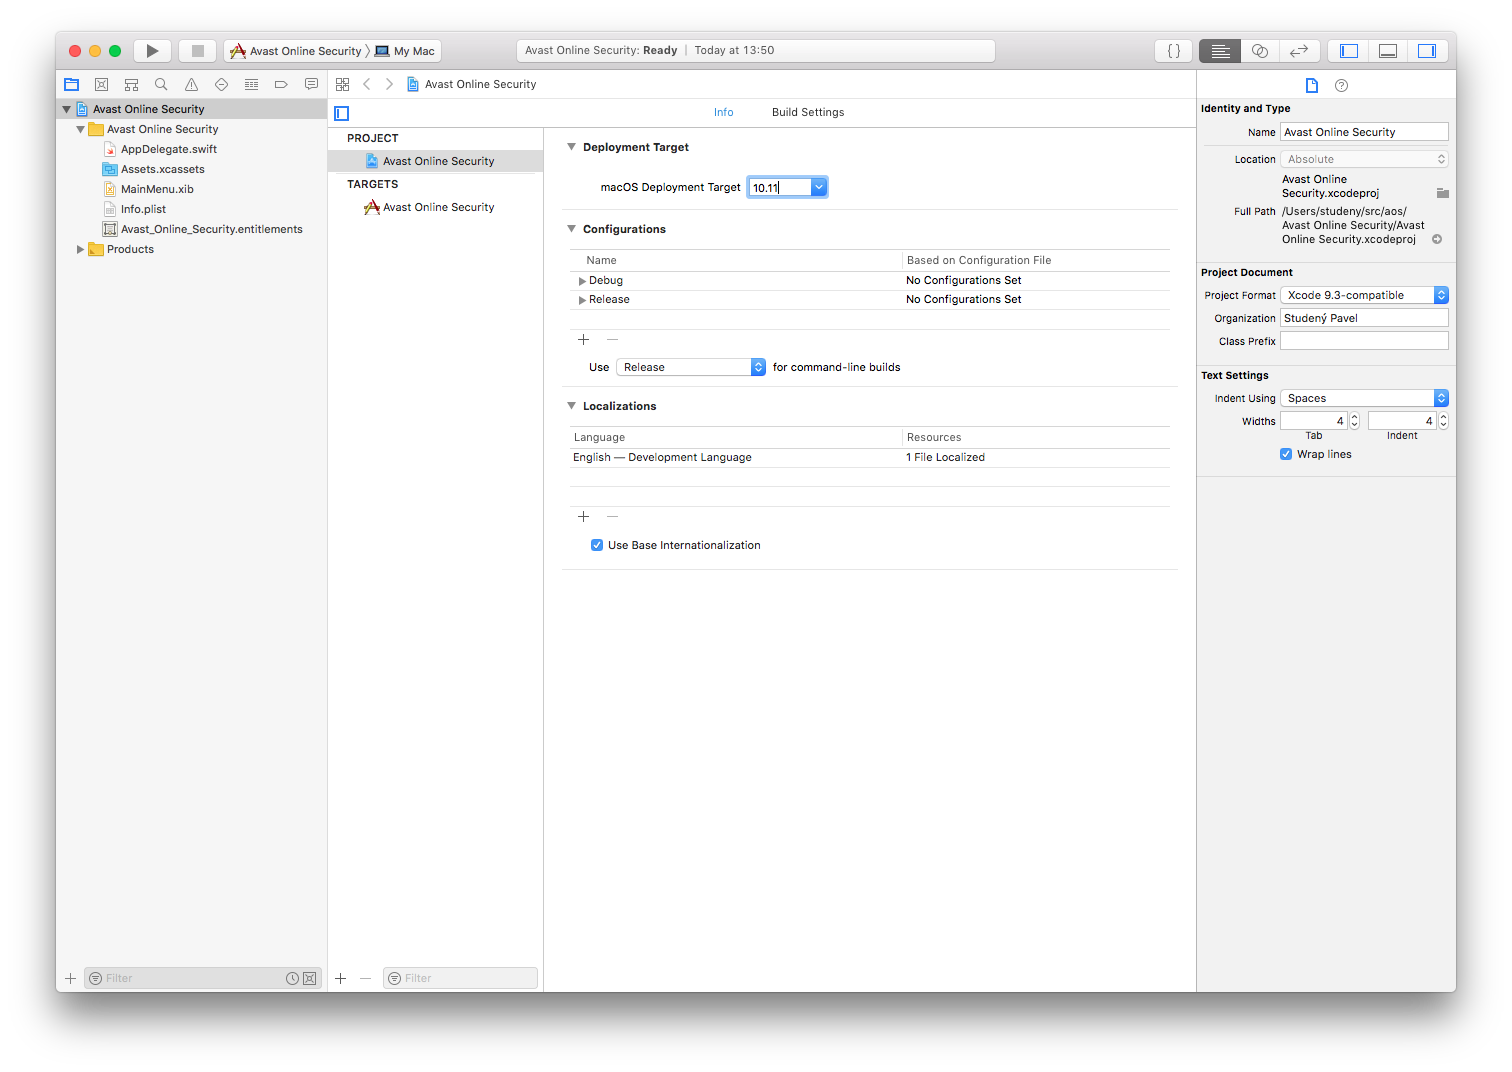 Avast Online Security My Mac
Avast Online Security: Ready | Today at 13:50
{ }
Avast Online Security
Avast Online Security
AppDelegate.swift
Assets.xcassets
MainMenu.xib
Info.plist
Avast_Online_Security.entitlements
Products
Filter
Avast Online Security
Info Build Settings
PROJECT
Avast Online Security
TARGETS
Avast Online Security
Filter
Deployment Target
macOS Deployment Target 10.11
Configurations
Name Based on Configuration File
Debug No Configurations Set
Release No Configurations Set
Use Release for command-line builds
Localizations
Language Resources
English — Development Language 1 File Localized
Use Base Internationalization
Identity and Type
Name Avast Online Security
Location Absolute
Avast Online
Security.xcodeproj
Full Path /Users/studeny/src/aos/
Avast Online Security/Avast
Online Security.xcodeproj
Project Document
Project Format Xcode 9.3-compatible
Organization Studený Pavel
Class Prefix
Text Settings
Indent Using Spaces
Widths 4 4
Tab Indent
Wrap lines